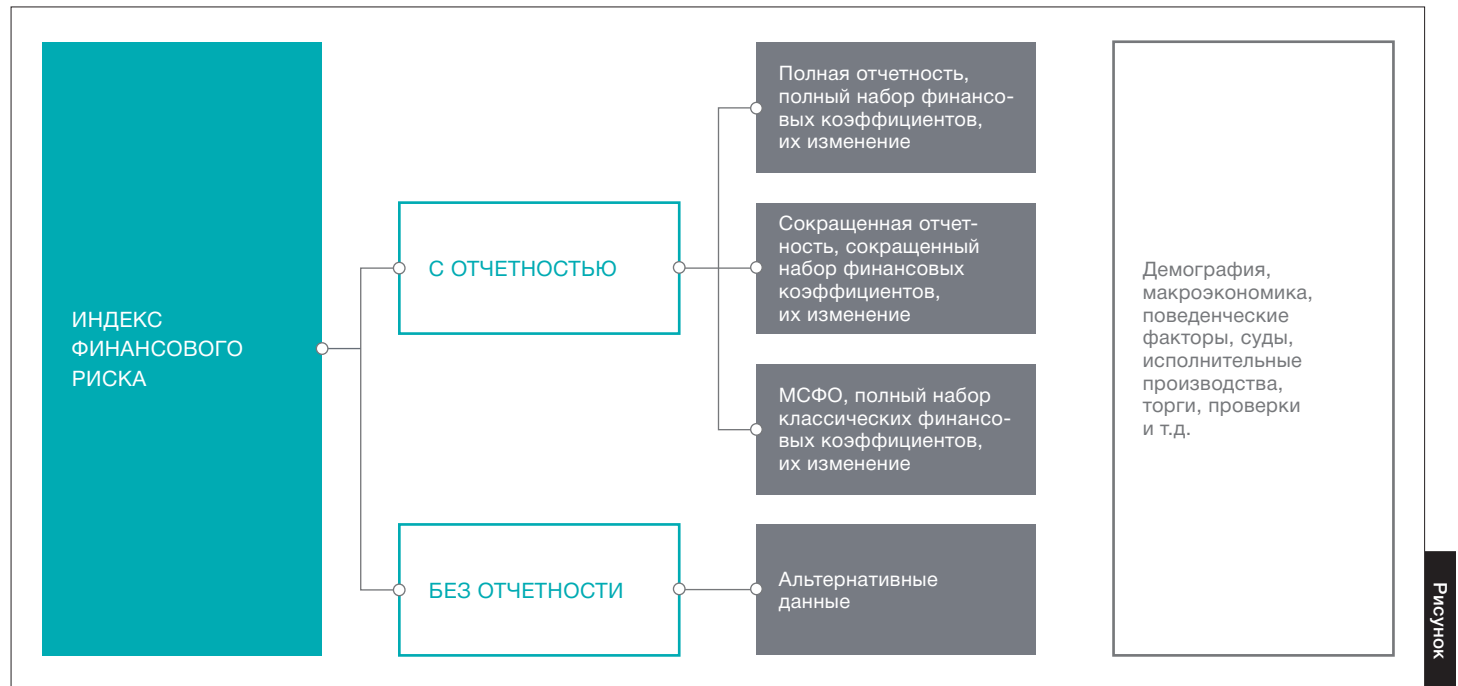 ИНДЕКС
ФИНАНСОВОГО
РИСКА
С ОТЧЕТНОСТЬЮ
БЕЗ ОТЧЕТНОСТИ
Полная отчетность,
полный набор финансо-
вых коэффициентов,
их изменение
Сокращенная отчет-
ность, сокращенный
набор финансовых
коэффициентов,
их изменение
МСФО, полный набор
классических финансо-
вых коэффициентов,
их изменение
Альтернативные
данные
Демография,
макроэкономика,
поведенческие
факторы, суды,
исполнительные
производства,
торги, проверки
и т.д.
Рисунок